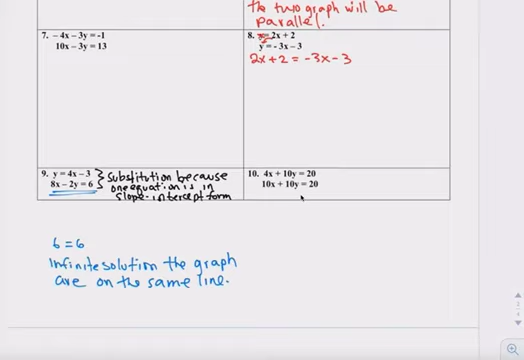 the two graph will be
parallel.
7. – 4x – 3y = -1
10x – 3y = 13
8. y = 2x + 2
y = - 3x – 3
2x + 2 = -3x - 3
9. y = 4x – 3
8x – 2y = 6
substitution because
one equation is in
slope-intercept form
10. 4x + 10y = 20
10x + 10y = 20
6 = 6
Infinite solution the graph
are on the same line.